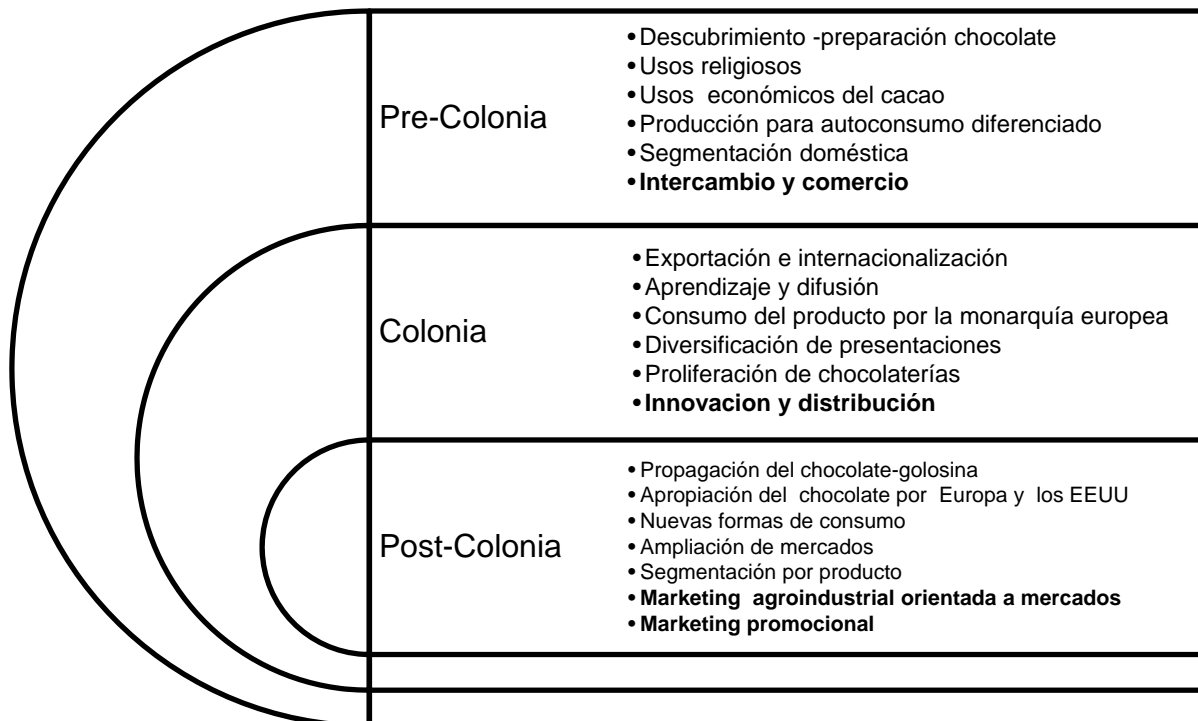 Pre-Colonia
•Descubrimiento -preparación chocolate
•Usos religiosos
•Usos económicos del cacao
•Producción para autoconsumo diferenciado
•Segmentación doméstica
•Intercambio y comercio
Colonia
•Exportación e internacionalización
•Aprendizaje y difusión
•Consumo del producto por la monarquía europea
•Diversificación de presentaciones
•Proliferación de chocolaterías
•Innovacion y distribución
Post-Colonia
•Propagación del chocolate-golosina
•Apropiación del chocolate por Europa y los EEUU
•Nuevas formas de consumo
•Ampliación de mercados
•Segmentación por producto
•Marketing agroindustrial orientada a mercados
•Marketing promocional